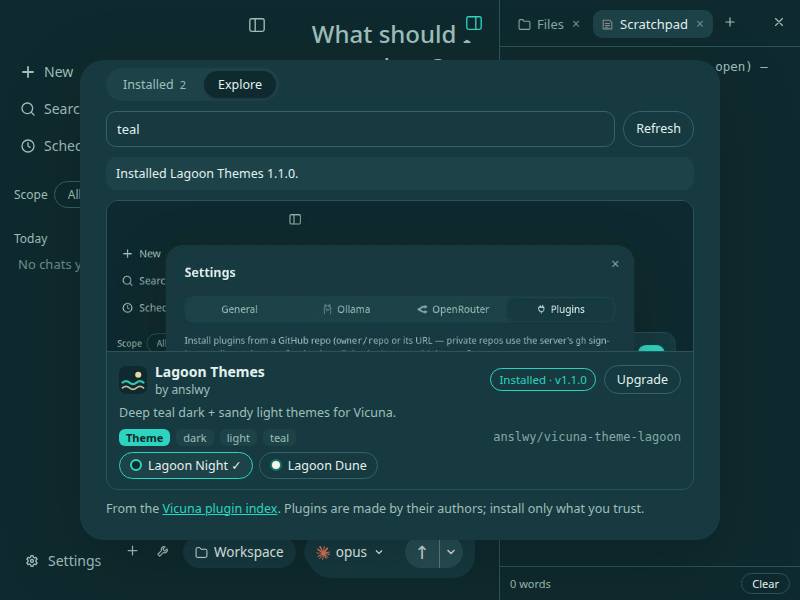 What should
Files ×
Scratchpad ×
New
Searc
Sched
Scope All
Today
No chats y
open) —
Installed 2
Explore
teal
Refresh
Installed Lagoon Themes 1.1.0.
New
Searc
Sched
Scope Al
Settings
General
Ollama
OpenRouter
Plugins
Install plugins from a GitHub repo (owner/repo or its URL — private repos use the server's gh sign-
Lagoon Themes
by answy
Installed · v1.1.0
Upgrade
Deep teal dark + sandy light themes for Vicuna.
Theme dark light teal
answy/vicuna-theme-lagoon
Lagoon Night ✓
Lagoon Dune
From the Vicuna plugin index. Plugins are made by their authors; install only what you trust.
Settings
Workspace
opus
0 words
Clear